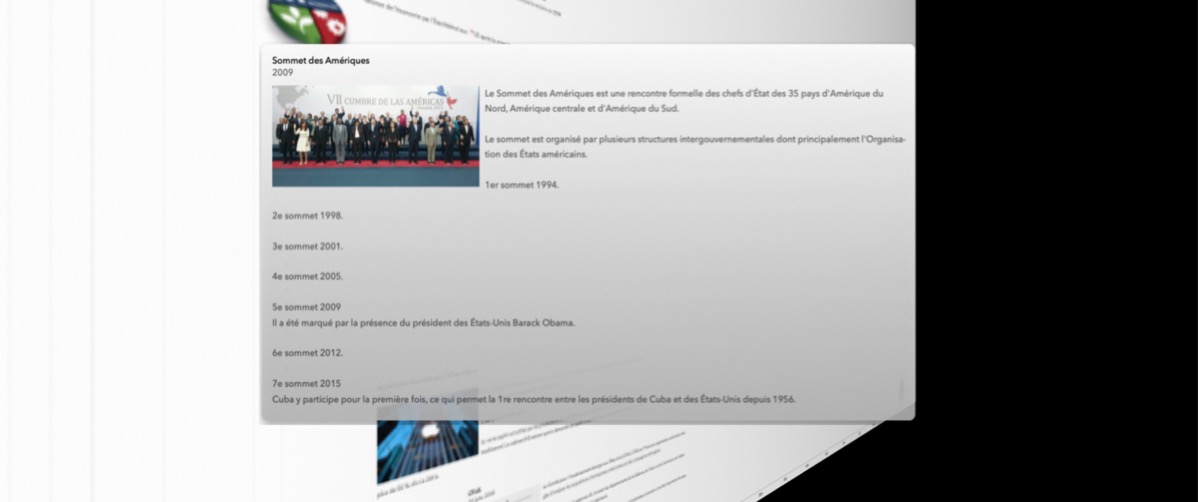 Sommet des Amériques
2009
VII CUMBRE DE LAS AMÉRICAS
Le Sommet des Amériques est une rencontre formelle des chefs d'État des 35 pays d'Amérique du
Nord, Amérique centrale et d'Amérique du Sud.
Le sommet est organisé par plusieurs structures intergouvernementales dont principalement l'Organisa-
tion des États américains.
1er sommet 1994.
2e sommet 1998.
3e sommet 2001.
4e sommet 2005.
5e sommet 2009
Il a été marqué par la présence du président des États-Unis Barack Obama.
6e sommet 2012.
7e sommet 2015
Cuba y participe pour la première fois, ce qui permet la 1re rencontre entre les présidents de Cuba et des États-Unis depuis 1956.